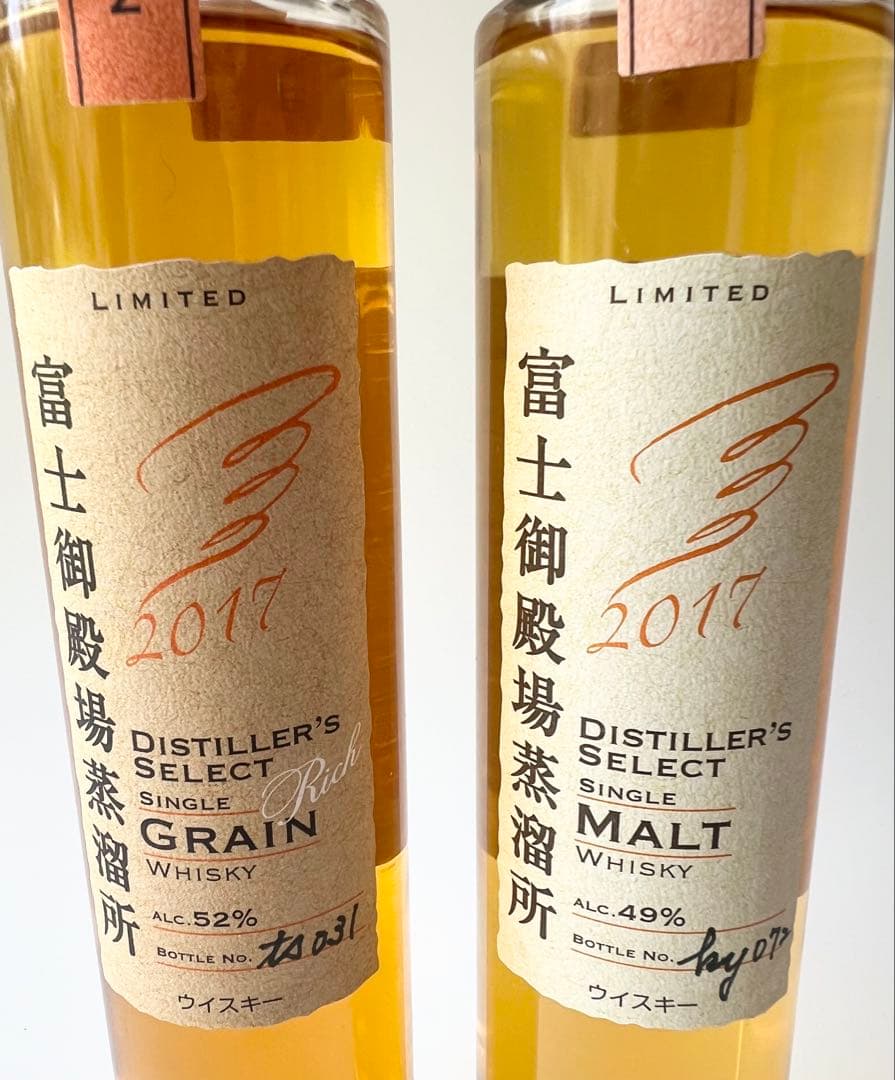 2
LIMITED
富士御殿場蒸溜所
2017
DISTILLER'S
SELECT
SINGLE
Rich
GRAIN
WHISKY
ALC.52%
BOTTLE NO. ts031
ウイスキー
LIMITED
富士御殿場蒸溜所
2017
DISTILLER'S
SELECT
SINGLE
MALT
WHISKY
ALC.49%
BOTTLE NO.
ウイスキー